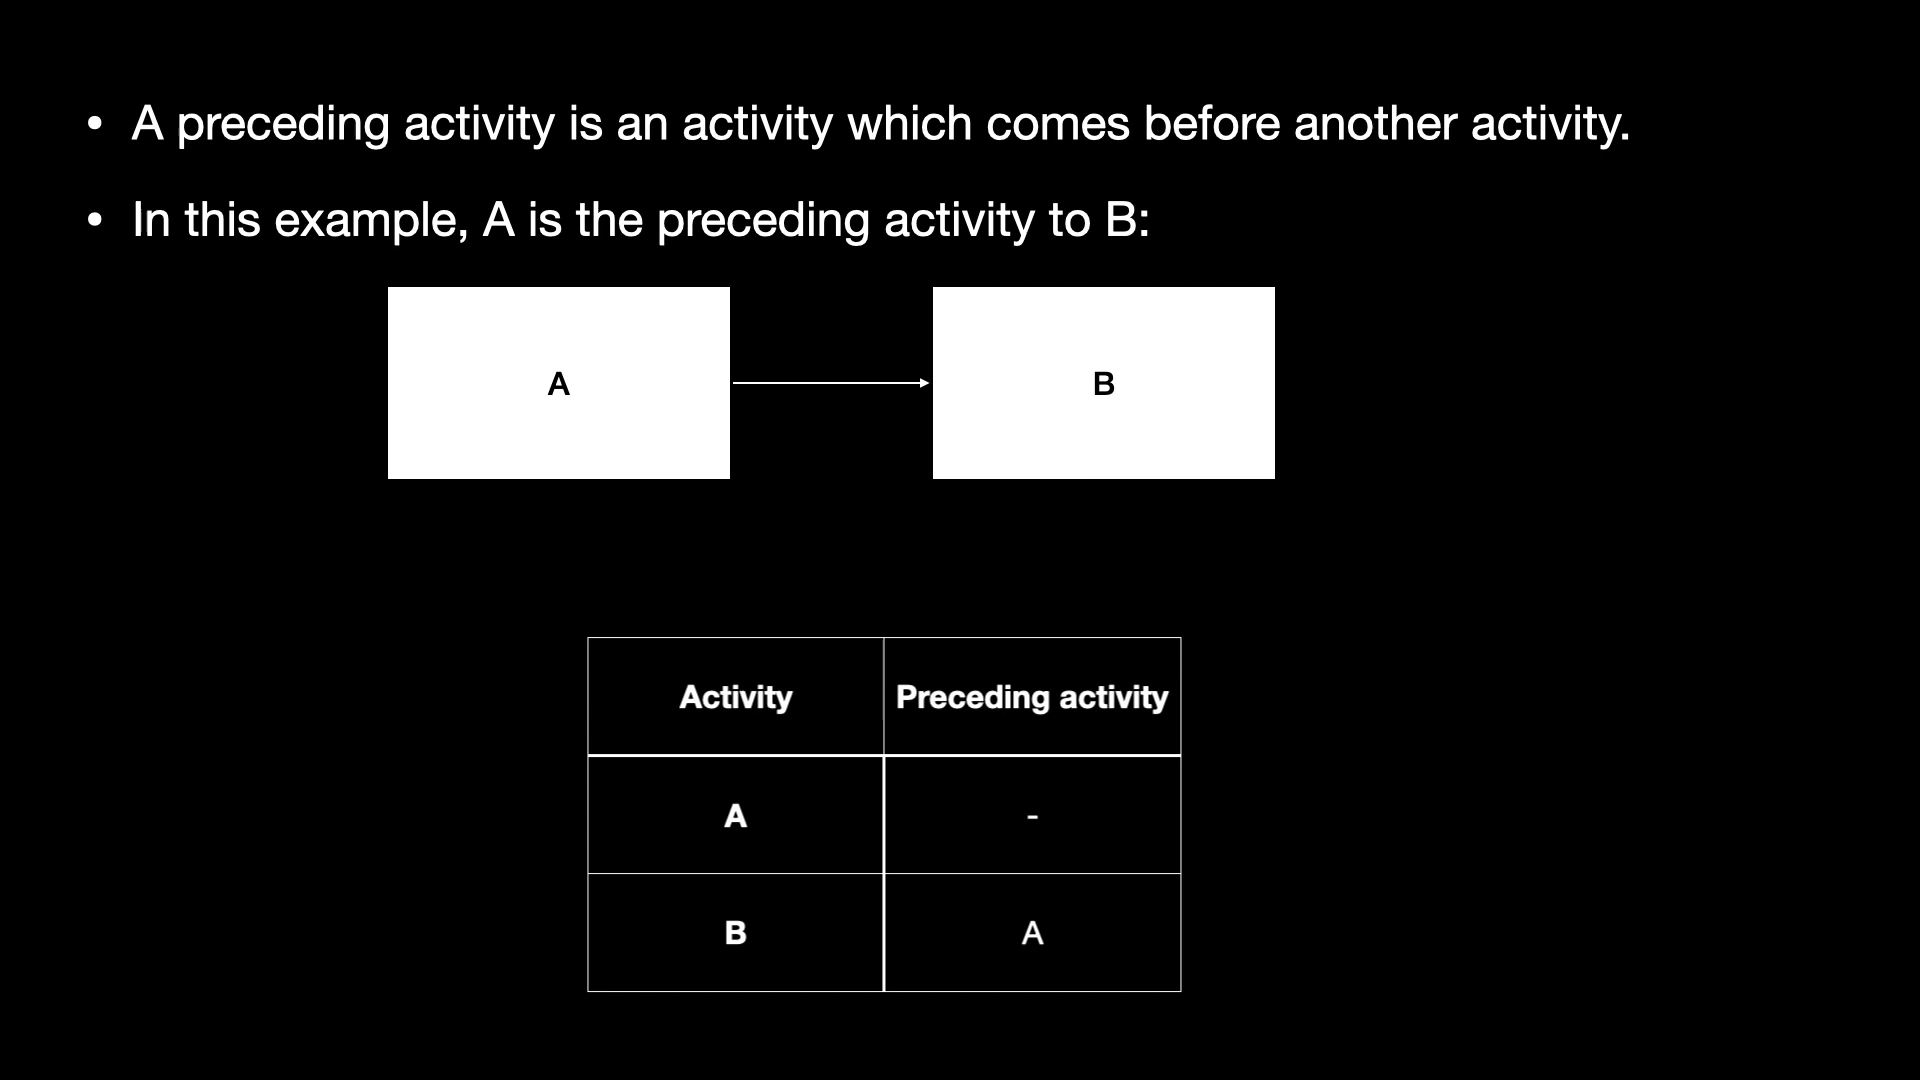 • A preceding activity is an activity which comes before another activity.
• In this example, A is the preceding activity to B:
A B
Activity Preceding activity
A -
B A